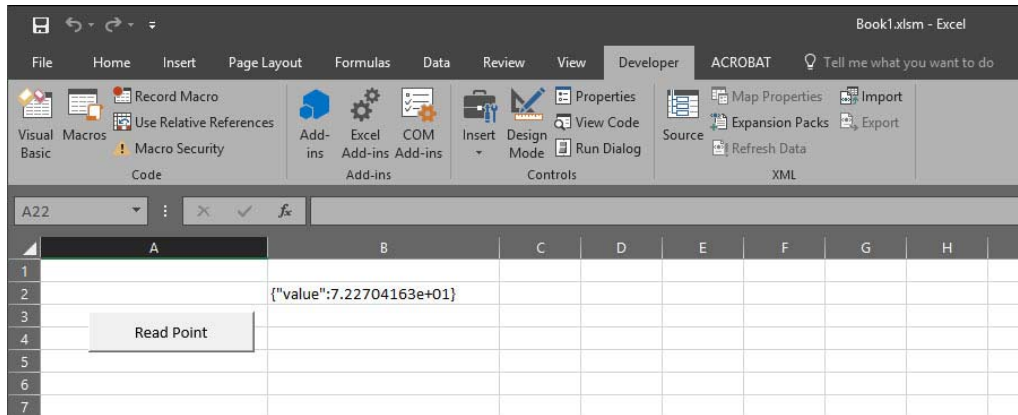 Book1.xlsm - Excel
File Home Insert Page Layout Formulas Data Review View Developer ACROBAT Tell me what you want to do
Visual Basic
Macros
Record Macro
Use Relative References
Macro Security
Code
Add-ins
Excel Add-ins
COM Add-ins
Add-ins
Insert
Design Mode
Properties
View Code
Run Dialog
Controls
Source
Map Properties
Expansion Packs
Refresh Data
Import
Export
XML
A22 fx
A B C D E F G H
1
2 {"value":7.22704163e+01}
3
Read Point
4
5
6
7